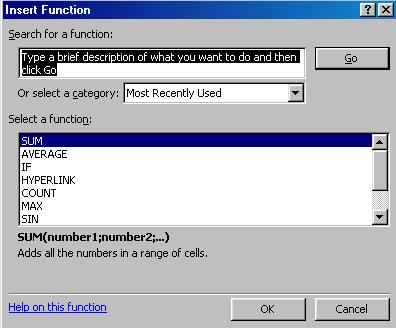 Insert Function
Search for a function:
Type a brief description of what you want to do and then
click Go
Go
Or select a category: Most Recently Used
Select a function:
SUM
AVERAGE
IF
HYPERLINK
COUNT
MAX
SIN
SUM(number1;number2;...)
Adds all the numbers in a range of cells.
Help on this function
OK
Cancel